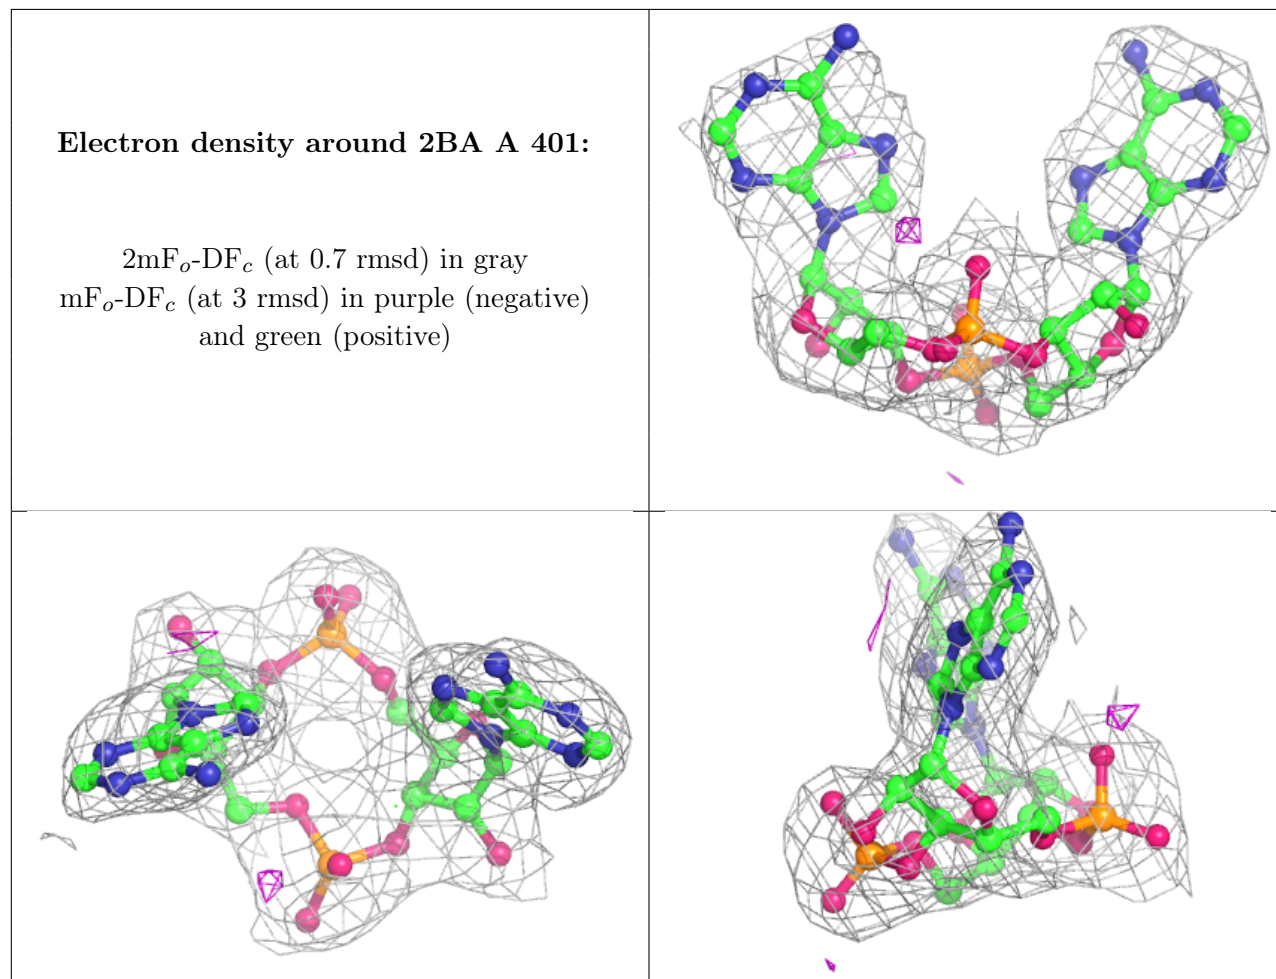 Electron density around 2BA A 401:
2mFo-DFc (at 0.7 rmsd) in gray
mFo-DFc (at 3 rmsd) in purple (negative)
and green (positive)